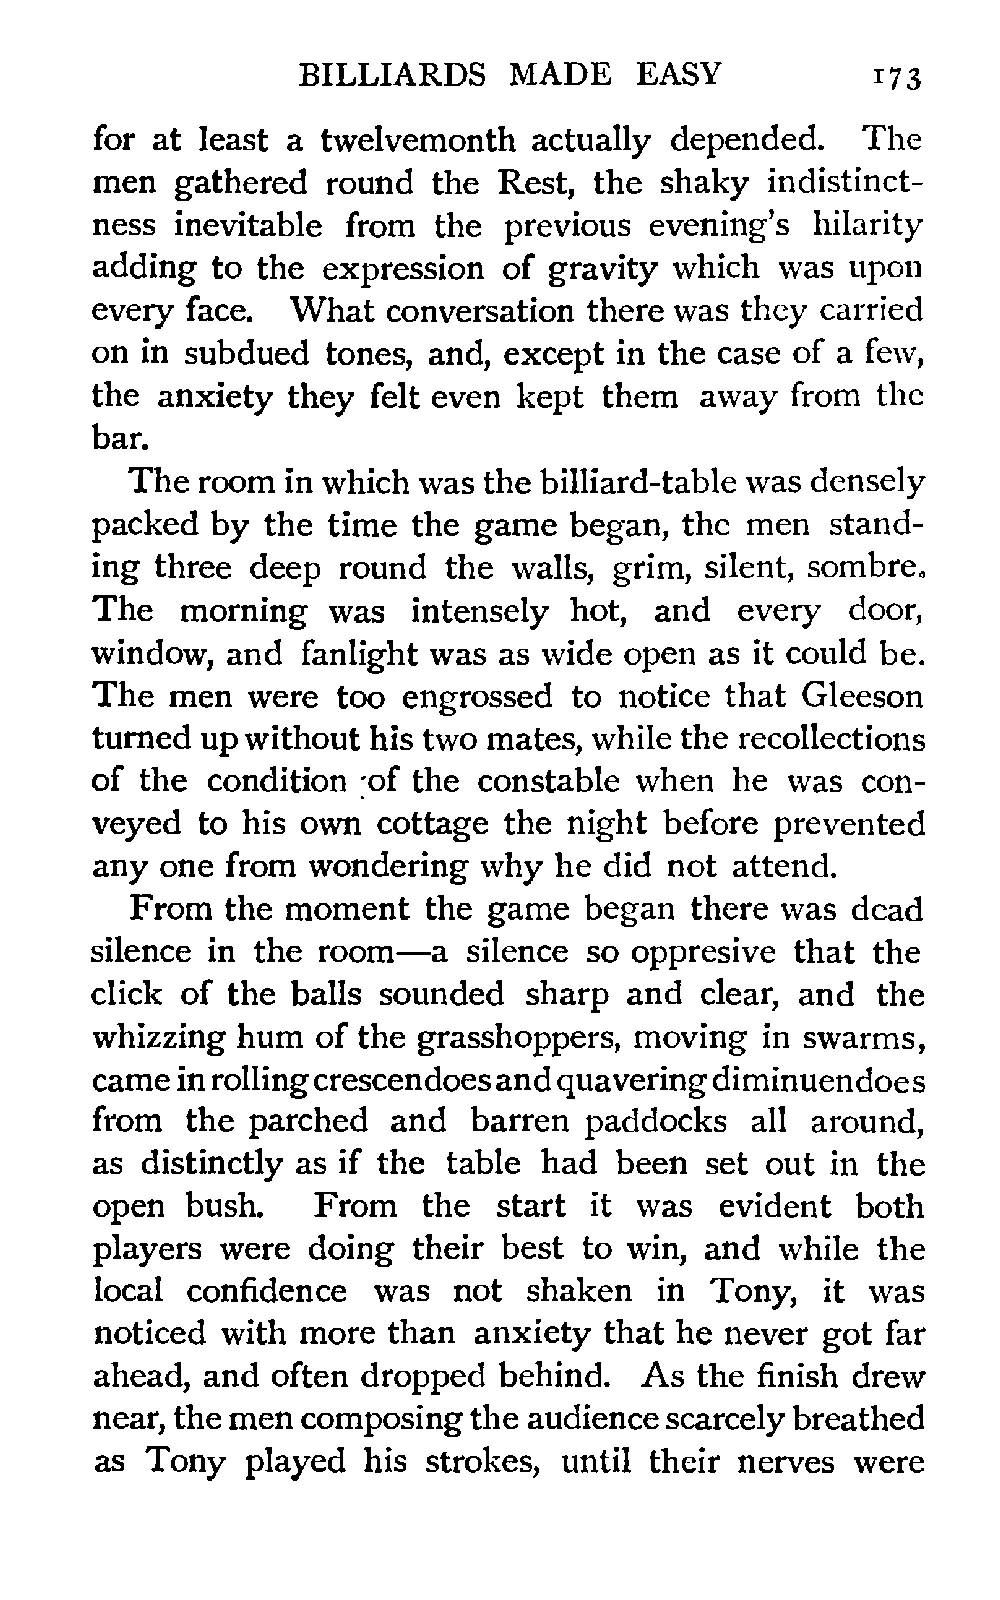 BILLIARDS MADE EASY 173
for at least a twelvemonth actually depended. The
men gathered round the Rest, the shaky indistinct-
ness inevitable from the previous evening's hilarity
adding to the expression of gravity which was upon
every face. What conversation there was they carried
on in subdued tones, and, except in the case of a few,
the anxiety they felt even kept them away from the
bar.
The room in which was the billiard-table was densely
packed by the time the game began, the men stand-
ing three deep round the walls, grim, silent, sombre.
The morning was intensely hot, and every door,
window, and fanlight was as wide open as it could be.
The men were too engrossed to notice that Gleeson
turned up without his two mates, while the recollections
of the condition of the constable when he was con-
veyed to his own cottage the night before prevented
any one from wondering why he did not attend.
From the moment the game began there was dead
silence in the room—a silence so oppresive that the
click of the balls sounded sharp and clear, and the
whizzing hum of the grasshoppers, moving in swarms,
came in rolling crescendoes and quavering diminuendoes
from the parched and barren paddocks all around,
as distinctly as if the table had been set out in the
open bush. From the start it was evident both
players were doing their best to win, and while the
local confidence was not shaken in Tony, it was
noticed with more than anxiety that he never got far
ahead, and often dropped behind. As the finish drew
near, the men composing the audience scarcely breathed
as Tony played his strokes, until their nerves were